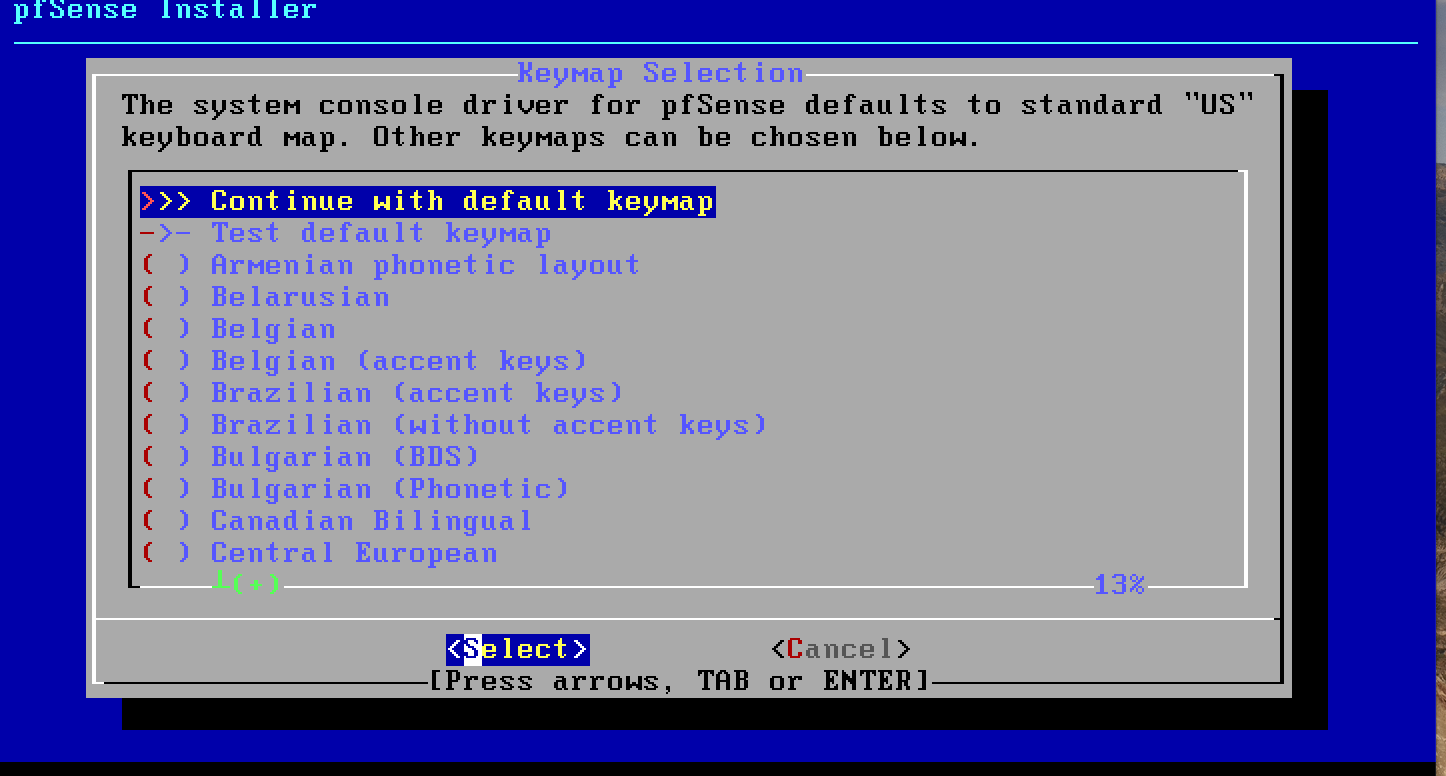 pfSense Installer
Keymap Selection
The system console driver for pfSense defaults to standard "US"
keyboard map. Other keymaps can be chosen below.
>>> Continue with default keymap
->- Test default keymap
( ) Armenian phonetic layout
( ) Belarusian
( ) Belgian
( ) Belgian (accent keys)
( ) Brazilian (accent keys)
( ) Brazilian (without accent keys)
( ) Bulgarian (BDS)
( ) Bulgarian (Phonetic)
( ) Canadian Bilingual
( ) Central European
┴(+) 13%
<Select> <Cancel>
[Press arrows, TAB or ENTER]